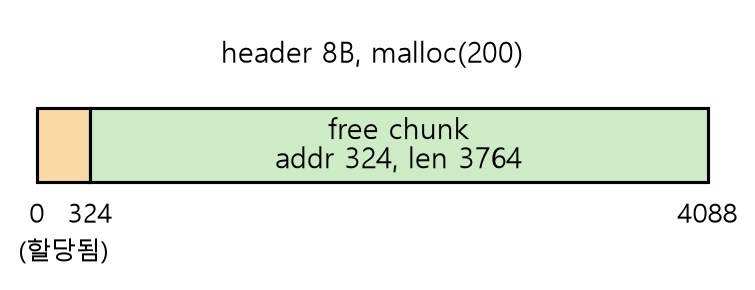 header 8B, malloc(200)
free chunk
addr 324, len 3764
0 324 4088
(할당됨)